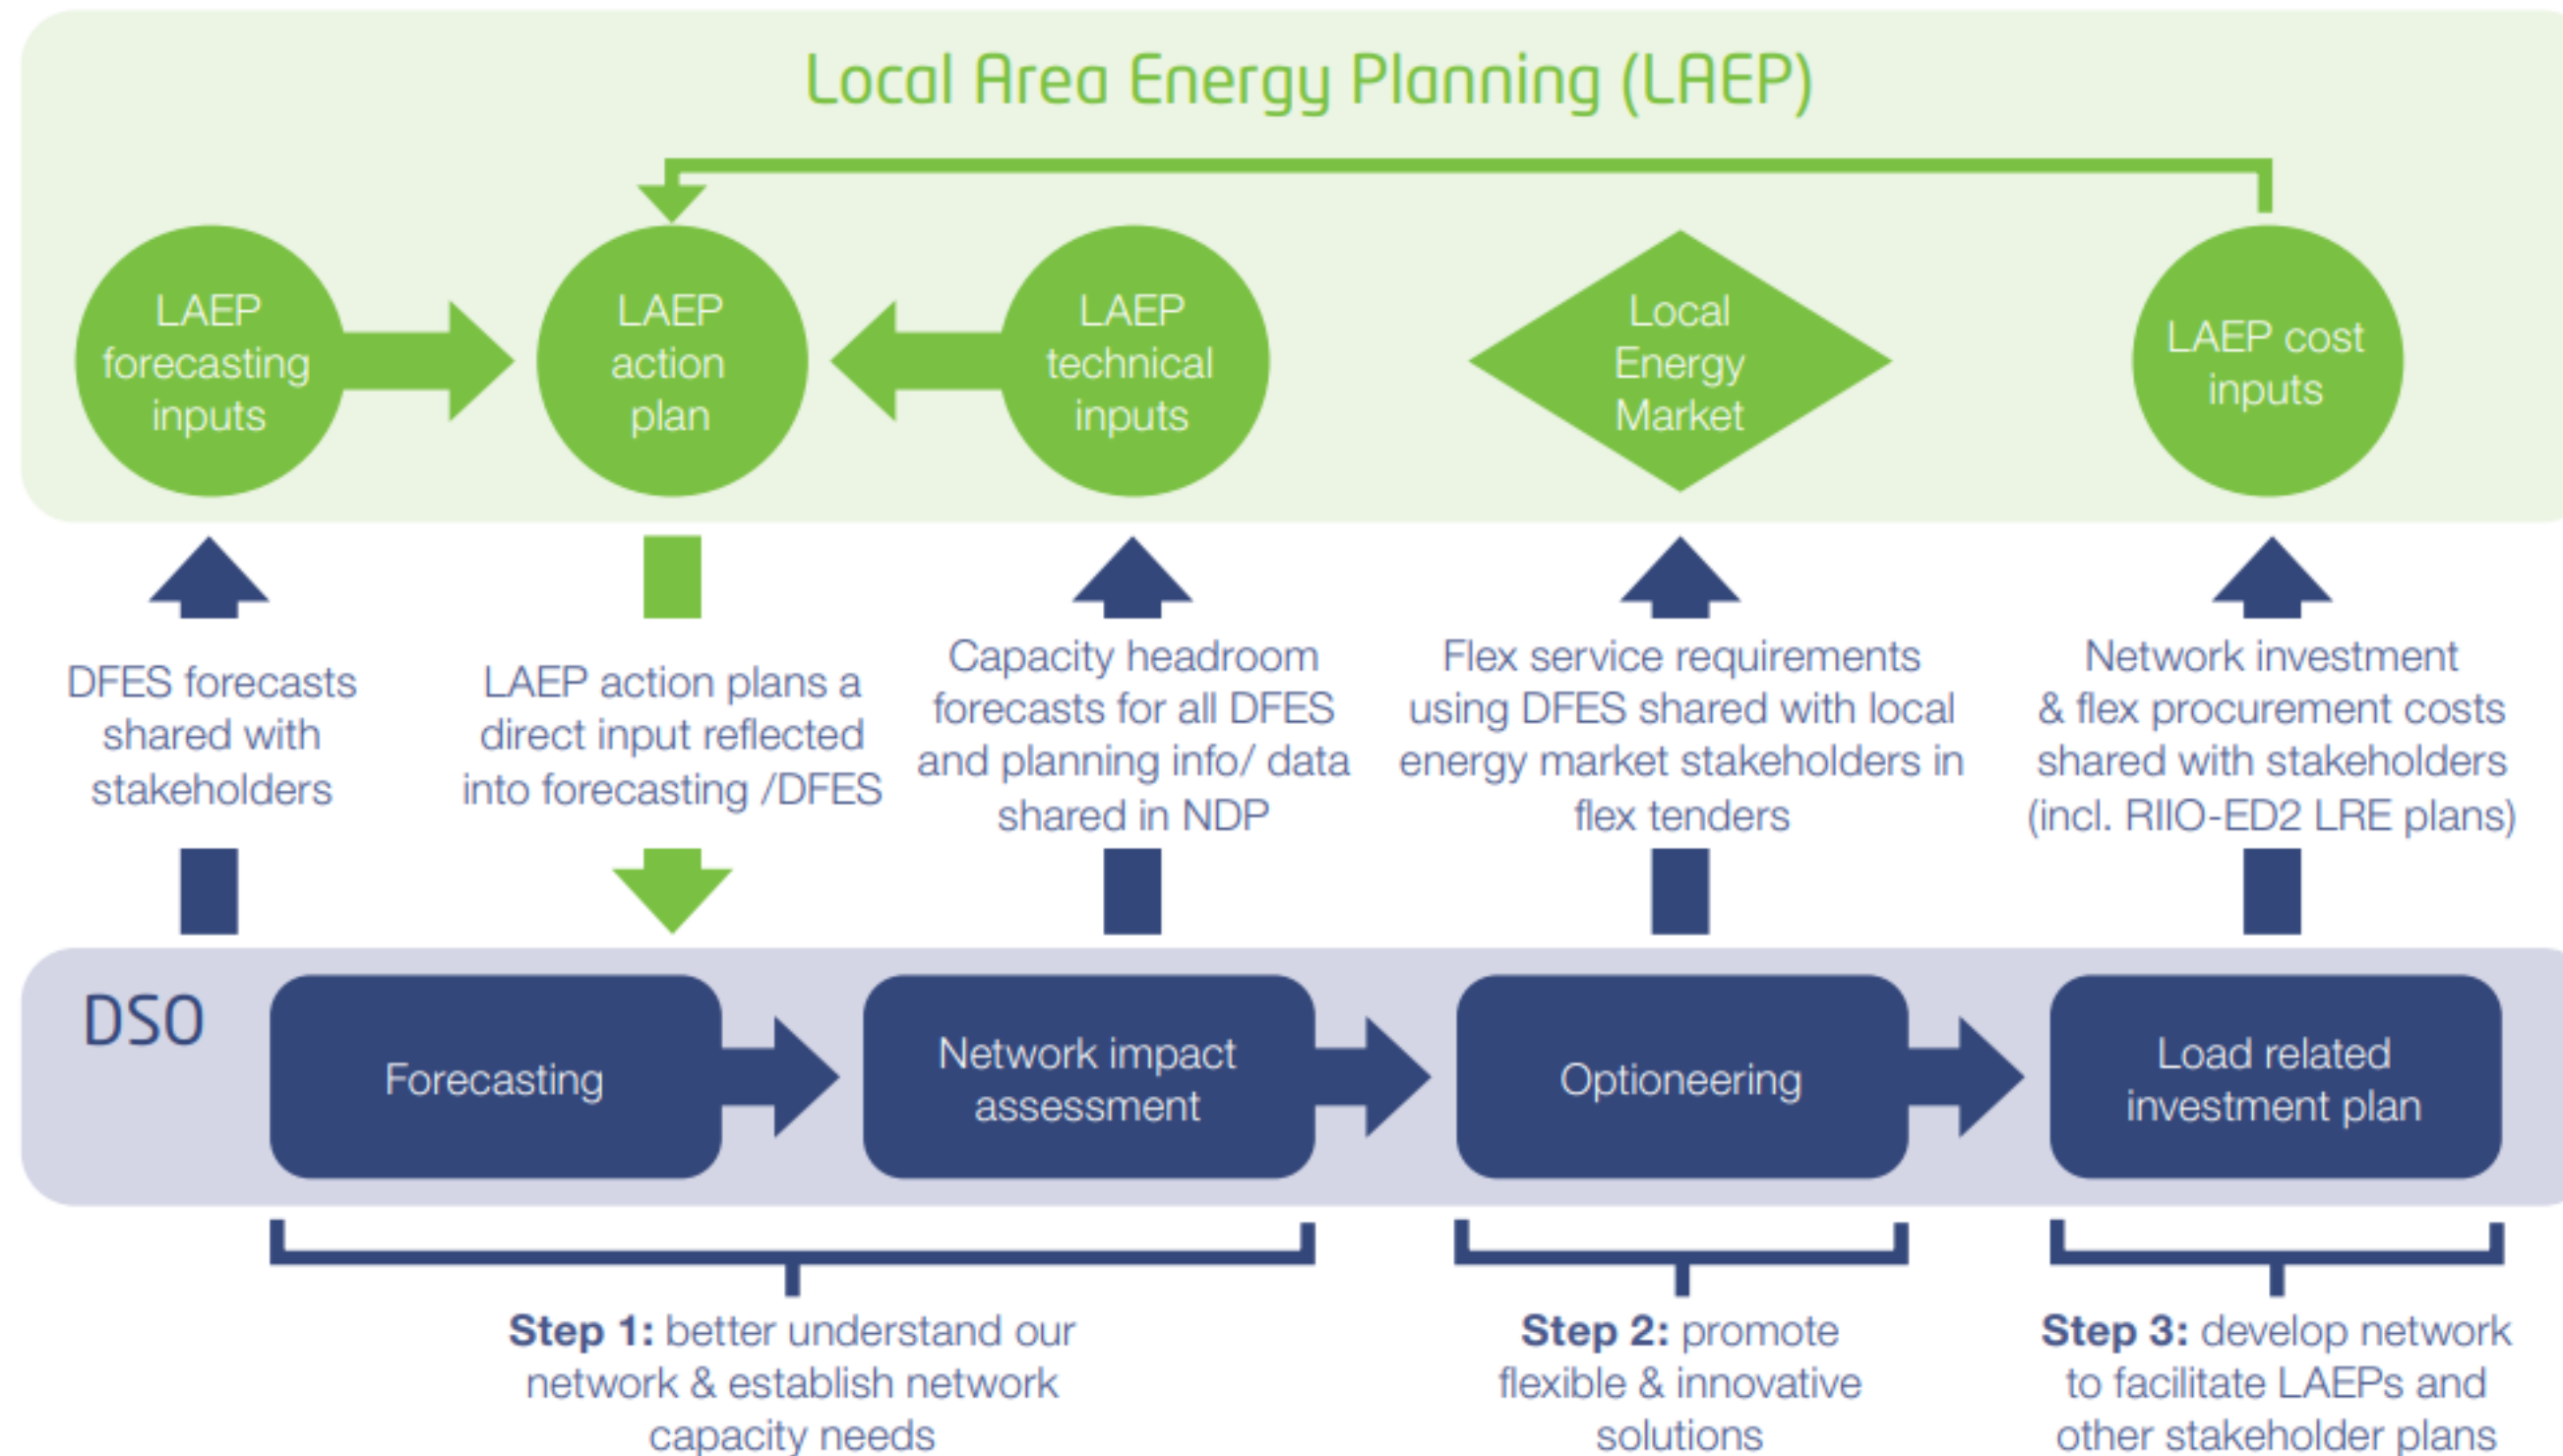 Local Area Energy Planning (LAEP)
LAEP
forecasting
inputs
LAEP
action
plan
LAEP
technical
inputs
Local
Energy
Market
LAEP cost
inputs
DFES forecasts
shared with
stakeholders
LAEP action plans a
direct input reflected
into forecasting /DFES
Capacity headroom
forecasts for all DFES
and planning info/ data
shared in NDP
Flex service requirements
using DFES shared with local
energy market stakeholders in
flex tenders
Network investment
& flex procurement costs
shared with stakeholders
(incl. RIIO-ED2 LRE plans)
DSO
Forecasting
Network impact
assessment
Optioneering
Load related
investment plan
Step 1: better understand our
network & establish network
capacity needs
Step 2: promote
flexible & innovative
solutions
Step 3: develop network
to facilitate LAEPs and
other stakeholder plans